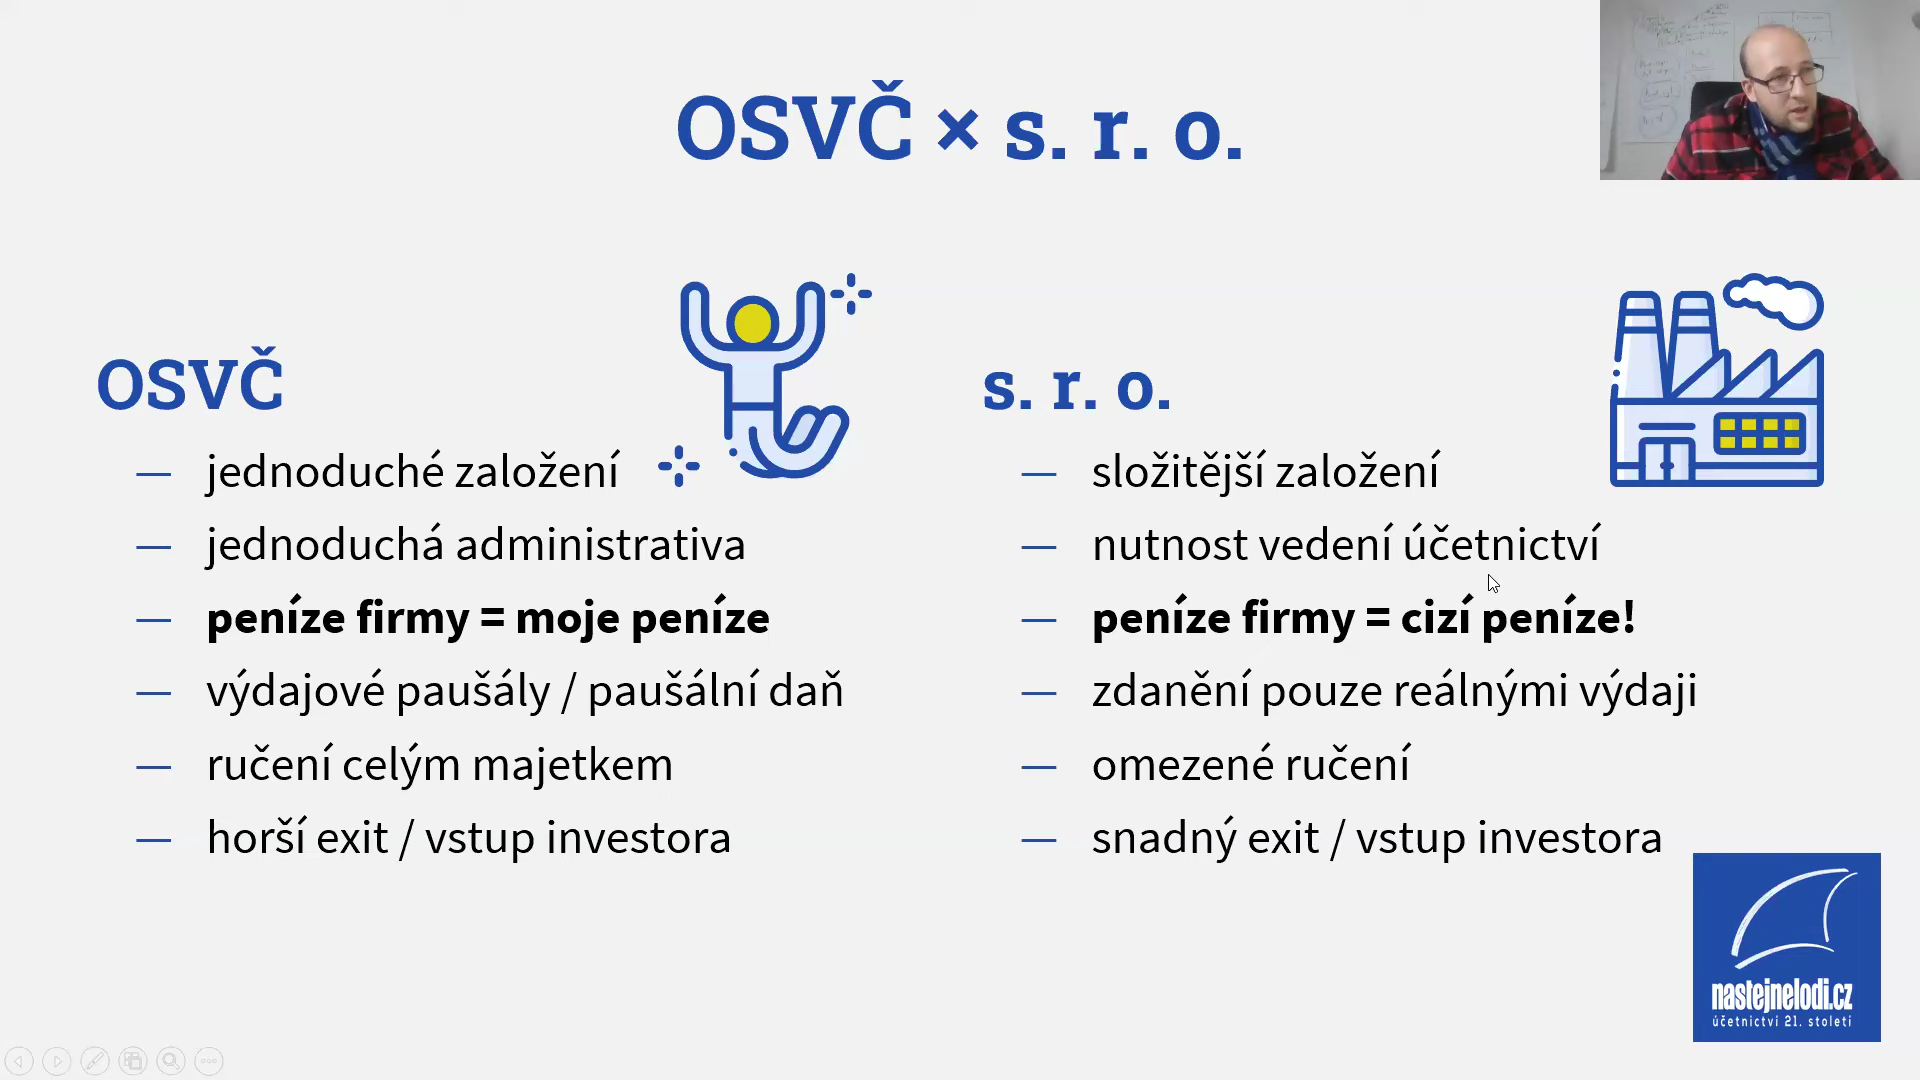 OSVČ × s. r. o.
OSVČ
— jednoduché založení
— jednoduchá administrativa
— peníze firmy = moje peníze
— výdajové paušály / paušální daň
— ručení celým majetkem
— horší exit / vstup investora
s. r. o.
— složitější založení
— nutnost vedení účetnictví
— peníze firmy = cizí peníze!
— zdanění pouze reálnými výdaji
— omezené ručení
— snadný exit / vstup investora
nastejnelodi.cz
účetnictví 21. století